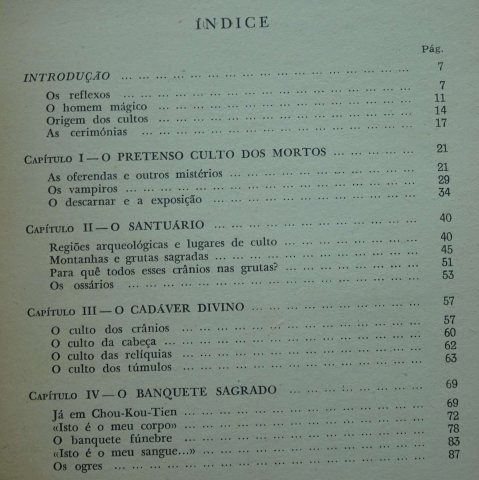 ÍNDICE
Pág.
INTRODUÇÃO ... ... ... ... ... ... ... ... ... ... ... ... ... ... ... ... 7
Os reflexos ... ... ... ... ... ... ... ... ... ... ... ... ... ... ... ... 7
O homem mágico ... ... ... ... ... ... ... ... ... ... ... ... ... ... 11
Origem dos cultos ... ... ... ... ... ... ... ... ... ... ... ... ... ... 14
As cerimónias ... ... ... ... ... ... ... ... ... ... ... ... ... ... ... 17
CAPÍTULO I — O PRETENSO CULTO DOS MORTOS ... ... ... ... ... 21
As oferendas e outros mistérios ... ... ... ... ... ... ... ... ... ... 21
Os vampiros ... ... ... ... ... ... ... ... ... ... ... ... ... ... ... 29
O descarnar e a exposição ... ... ... ... ... ... ... ... ... ... ... 34
CAPÍTULO II — O SANTUÁRIO ... ... ... ... ... ... ... ... ... ... ... 40
Regiões arqueológicas e lugares de culto ... ... ... ... ... ... ... 40
Montanhas e grutas sagradas ... ... ... ... ... ... ... ... ... ... 45
Para quê todos esses crânios nas grutas? ... ... ... ... ... ... ... 51
Os ossários ... ... ... ... ... ... ... ... ... ... ... ... ... ... ... 53
CAPÍTULO III — O CADÁVER DIVINO ... ... ... ... ... ... ... ... ... 57
O culto dos crânios ... ... ... ... ... ... ... ... ... ... ... ... ... 57
O culto da cabeça ... ... ... ... ... ... ... ... ... ... ... ... ... 60
O culto das relíquias ... ... ... ... ... ... ... ... ... ... ... ... 62
O culto dos túmulos ... ... ... ... ... ... ... ... ... ... ... ... 63
CAPÍTULO IV — O BANQUETE SAGRADO ... ... ... ... ... ... ... 69
Já em Chou-Kou-Tien ... ... ... ... ... ... ... ... ... ... ... ... 69
«Isto é o meu corpo» ... ... ... ... ... ... ... ... ... ... ... ... 72
O banquete fúnebre ... ... ... ... ... ... ... ... ... ... ... ... 78
«Isto é o meu sangue...» ... ... ... ... ... ... ... ... ... ... ... 83
Os ogres ... ... ... ... ... ... ... ... ... ... ... ... ... ... ... 87